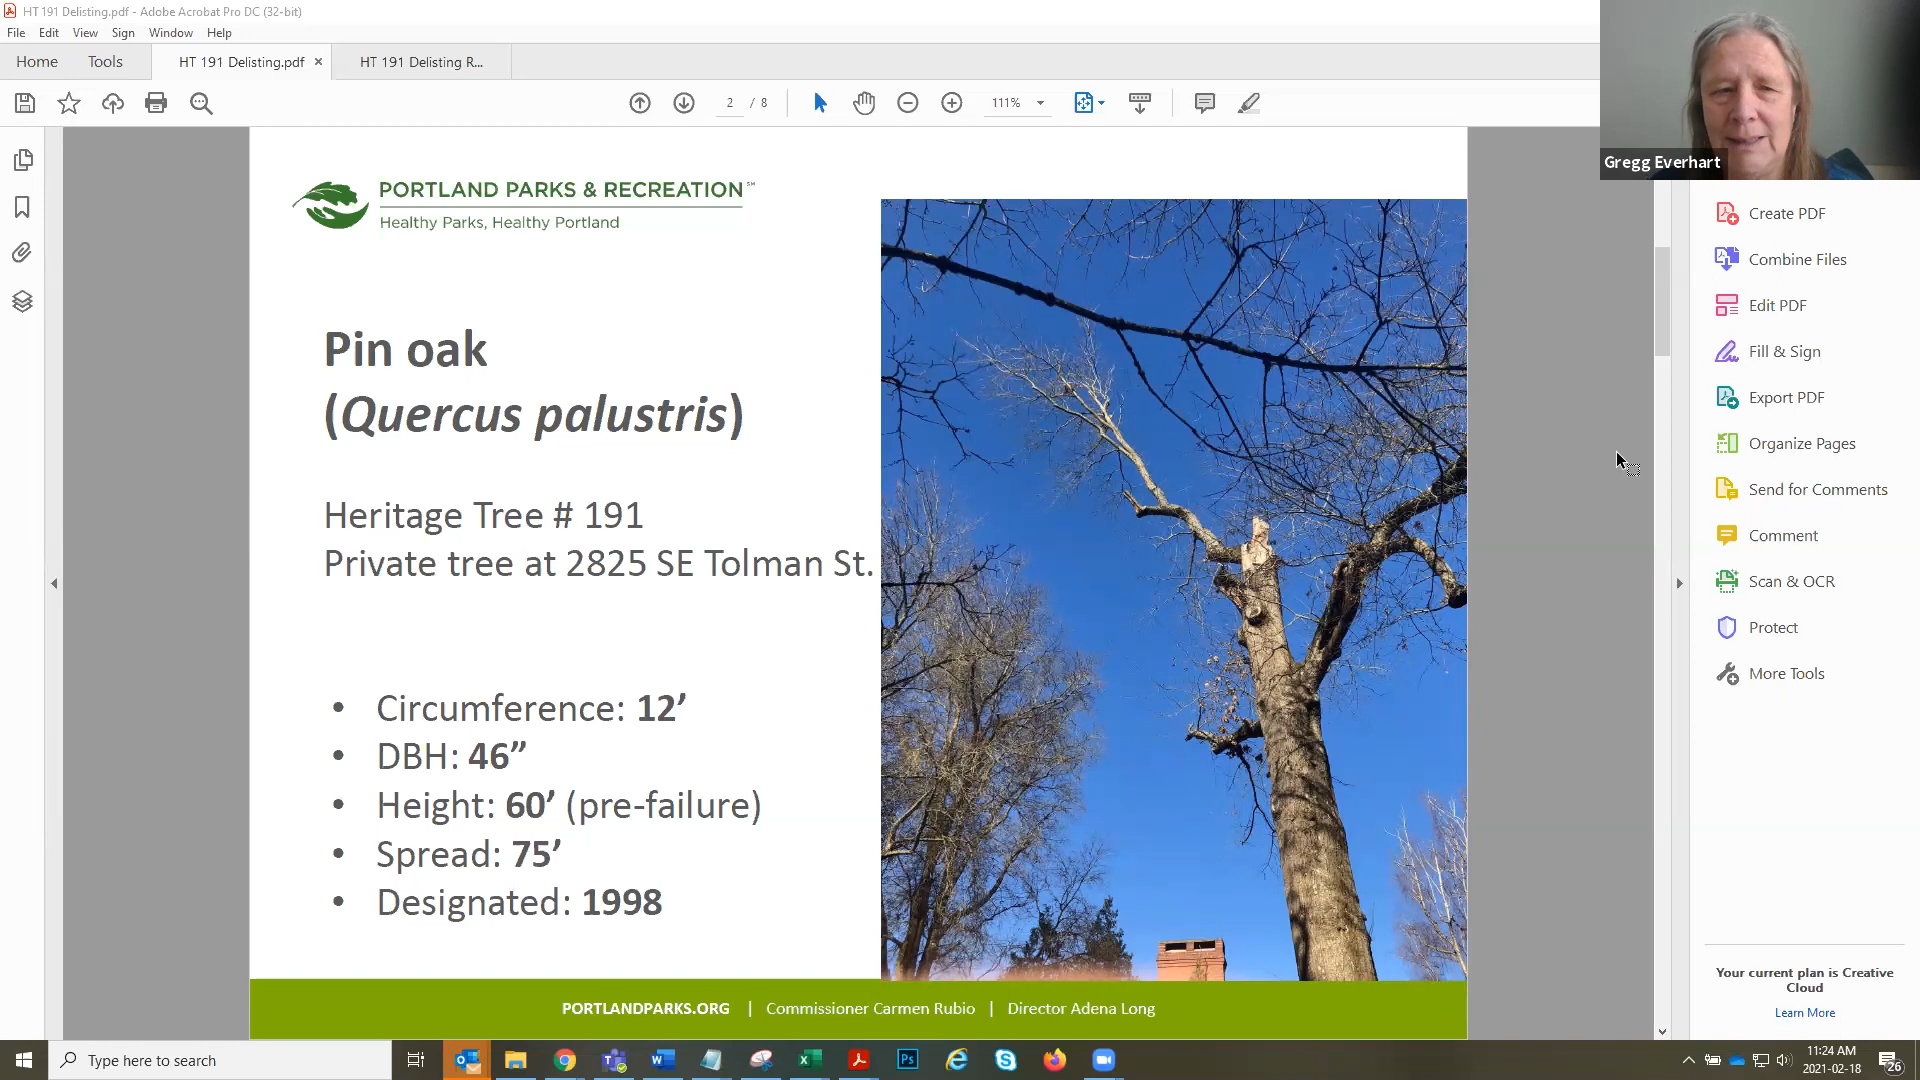 HT 191 Delisting.pdf - Adobe Acrobat Pro DC (32-bit)
File Edit View Sign Window Help
Home Tools HT 191 Delisting.pdf × HT 191 Delisting R...
2 / 8 111%
Gregg Everhart
PORTLAND PARKS & RECREATION SM
Healthy Parks, Healthy Portland
Pin oak
(Quercus palustris)
Heritage Tree # 191
Private tree at 2825 SE Tolman St.
• Circumference: 12’
• DBH: 46”
• Height: 60’ (pre-failure)
• Spread: 75’
• Designated: 1998
PORTLANDPARKS.ORG | Commissioner Carmen Rubio | Director Adena Long
Create PDF
Combine Files
Edit PDF
Fill & Sign
Export PDF
Organize Pages
Send for Comments
Comment
Scan & OCR
Protect
More Tools
Your current plan is Creative
Cloud
Learn More
Type here to search
11:24 AM
2021-02-18
26